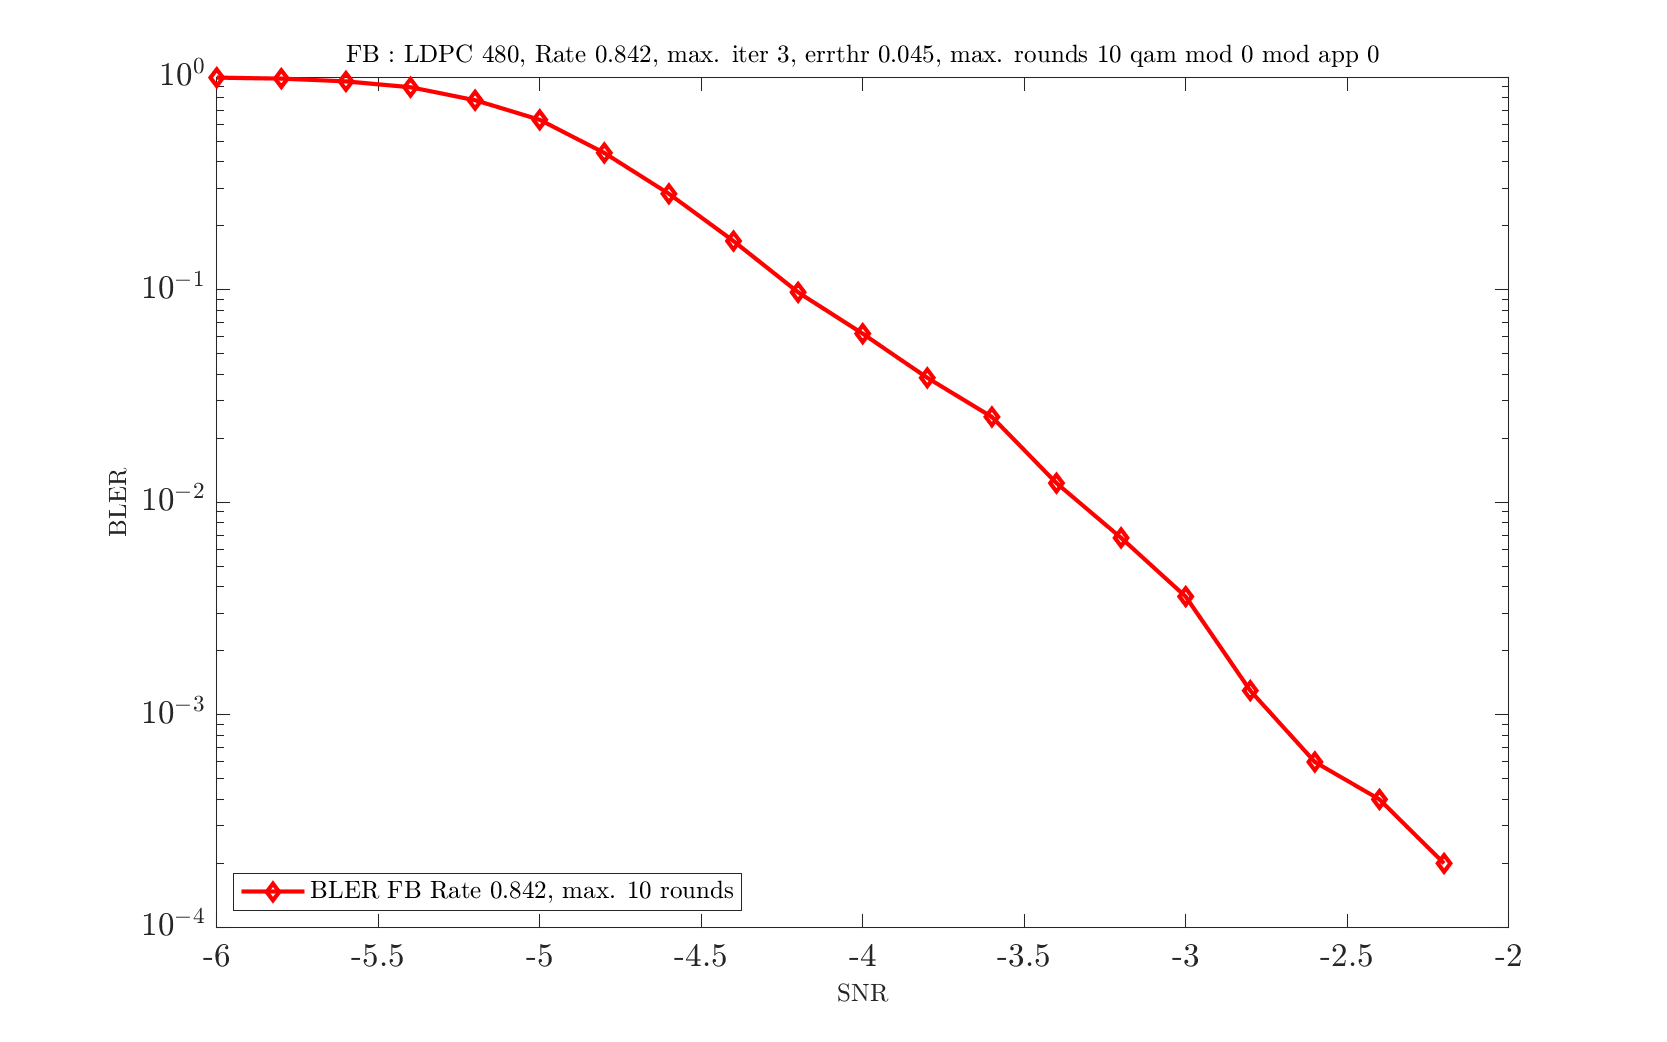 FB : LDPC 480, Rate 0.842, max. iter 3, errthr 0.045, max. rounds 10 qam mod 0 mod app 0
10^0
10^-1
10^-2
10^-3
10^-4
BLER
BLER FB Rate 0.842, max. 10 rounds
-6 -5.5 -5 -4.5 -4 -3.5 -3 -2.5 -2
SNR